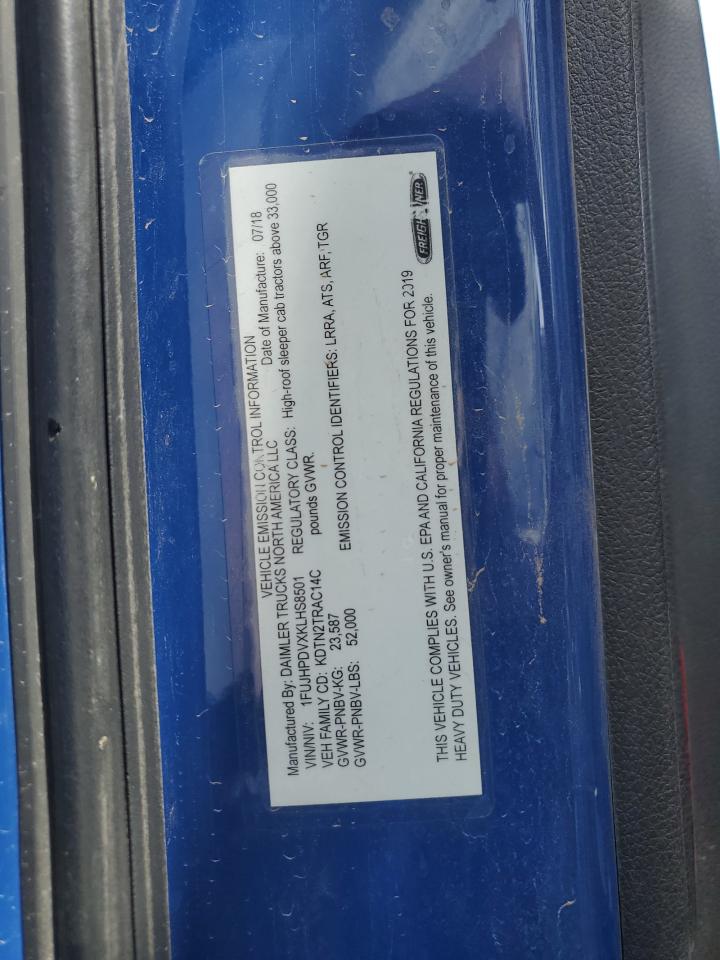 VEHICLE EMISSION CONTROL INFORMATION
Manufactured By: DAIMLER TRUCKS NORTH AMERICA LLC Date of Manufacture: 07/18
VIN/NIV: 1FUJHPDVXKLHS8501 REGULATORY CLASS: High-roof sleeper cab tractors above 33,000
VEH FAMILY CD: KDTN2TRAC14C pounds GVWR.
GVWR-PNBV-KG: 23,587
GVWR-PNBV-LBS: 52,000 EMISSION CONTROL IDENTIFIERS: LRRA, ATS, ARF, TGR
THIS VEHICLE COMPLIES WITH U.S. EPA AND CALIFORNIA REGULATIONS FOR 2019
HEAVY DUTY VEHICLES. See owner's manual for proper maintenance of this vehicle.
FREIGHTLINER